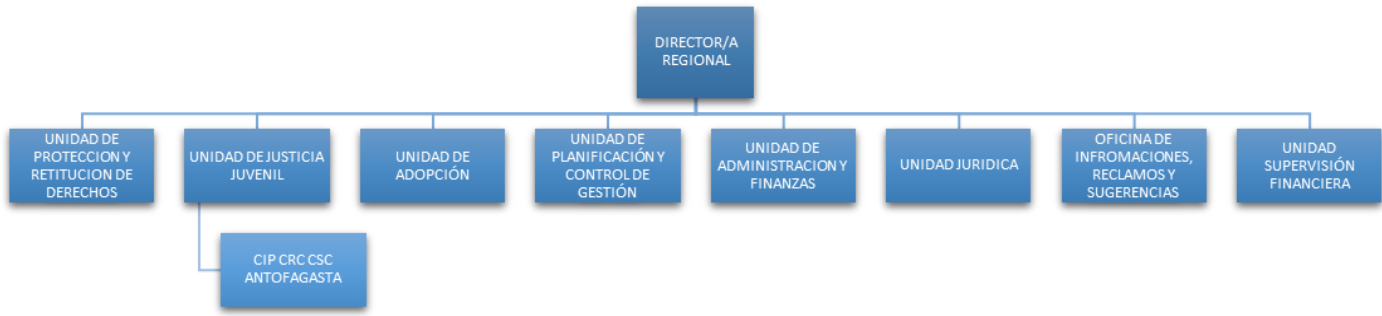 DIRECTOR/A
REGIONAL
UNIDAD DE
PROTECCION Y
RETITUCION DE
DERECHOS
UNIDAD DE JUSTICIA
JUVENIL
UNIDAD DE
ADOPCIÓN
UNIDAD DE
PLANIFICACIÓN Y
CONTROL DE
GESTIÓN
UNIDAD DE
ADMINISTRACION Y
FINANZAS
UNIDAD JURIDICA
OFICINA DE
INFROMACIONES,
RECLAMOS Y
SUGERENCIAS
UNIDAD
SUPERVISIÓN
FINANCIERA
CIP CRC CSC
ANTOFAGASTA